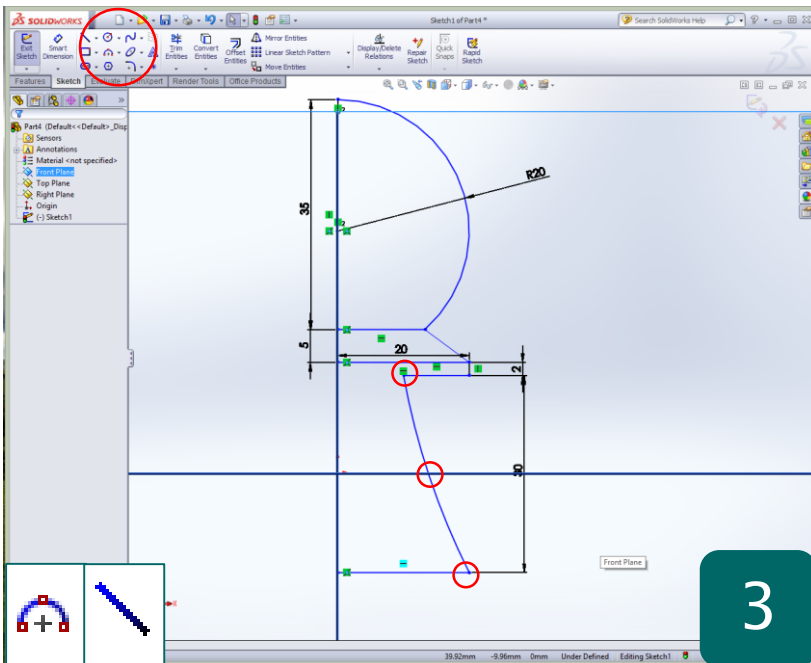 SOLIDWORKS
Sketch1 of Part4 *
Search SolidWorks Help
Exit Sketch
Smart Dimension
Trim Entities
Convert Entities
Offset Entities
Mirror Entities
Linear Sketch Pattern
Move Entities
Display/Delete Relations
Repair Sketch
Quick Snaps
Rapid Sketch
Features
Sketch
Evaluate
Render Tools
Office Products
Part4 (Default<<Default>_Disp
Sensors
Annotations
Material <not specified>
Front Plane
Top Plane
Right Plane
Origin
(-) Sketch1
35
R20
5
20
2
30
Front Plane
3
39.92mm -9.96mm 0mm Under Defined Editing Sketch1